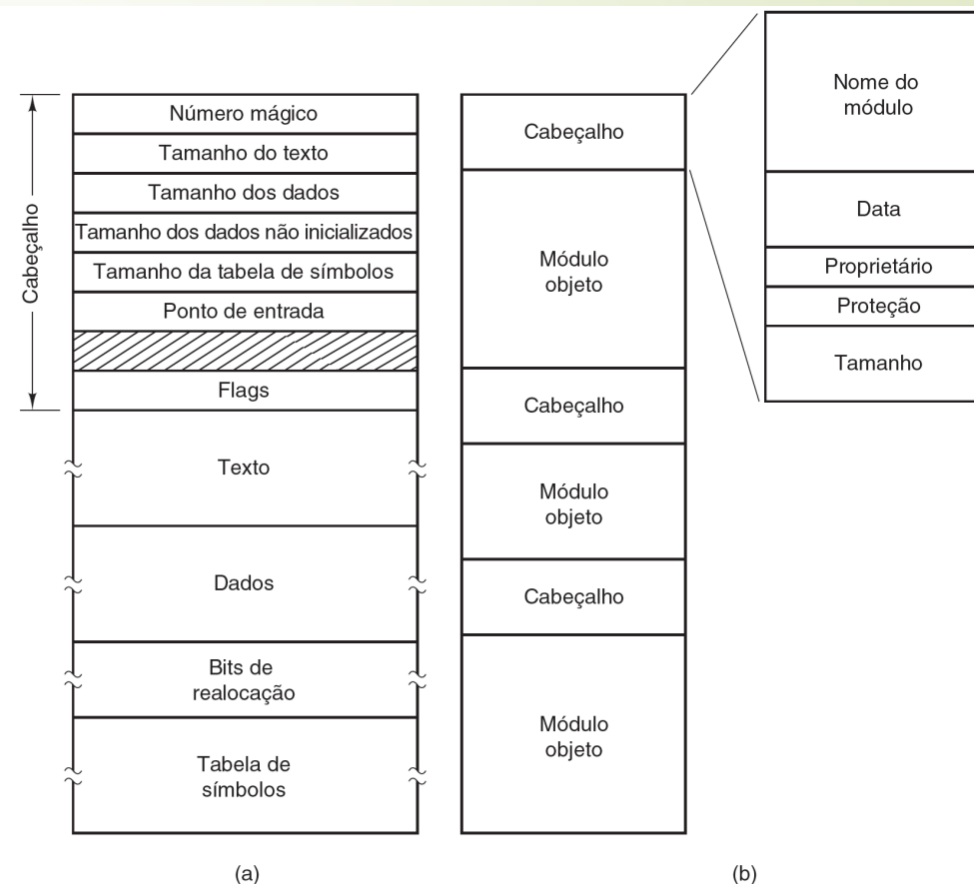 Cabeçalho
Número mágico
Tamanho do texto
Tamanho dos dados
Tamanho dos dados não inicializados
Tamanho da tabela de símbolos
Ponto de entrada
Flags
Texto
Dados
Bits de
realocação
Tabela de
símbolos
(a)
Cabeçalho
Módulo
objeto
Cabeçalho
Módulo
objeto
Cabeçalho
Módulo
objeto
Nome do
módulo
Data
Proprietário
Proteção
Tamanho
(b)